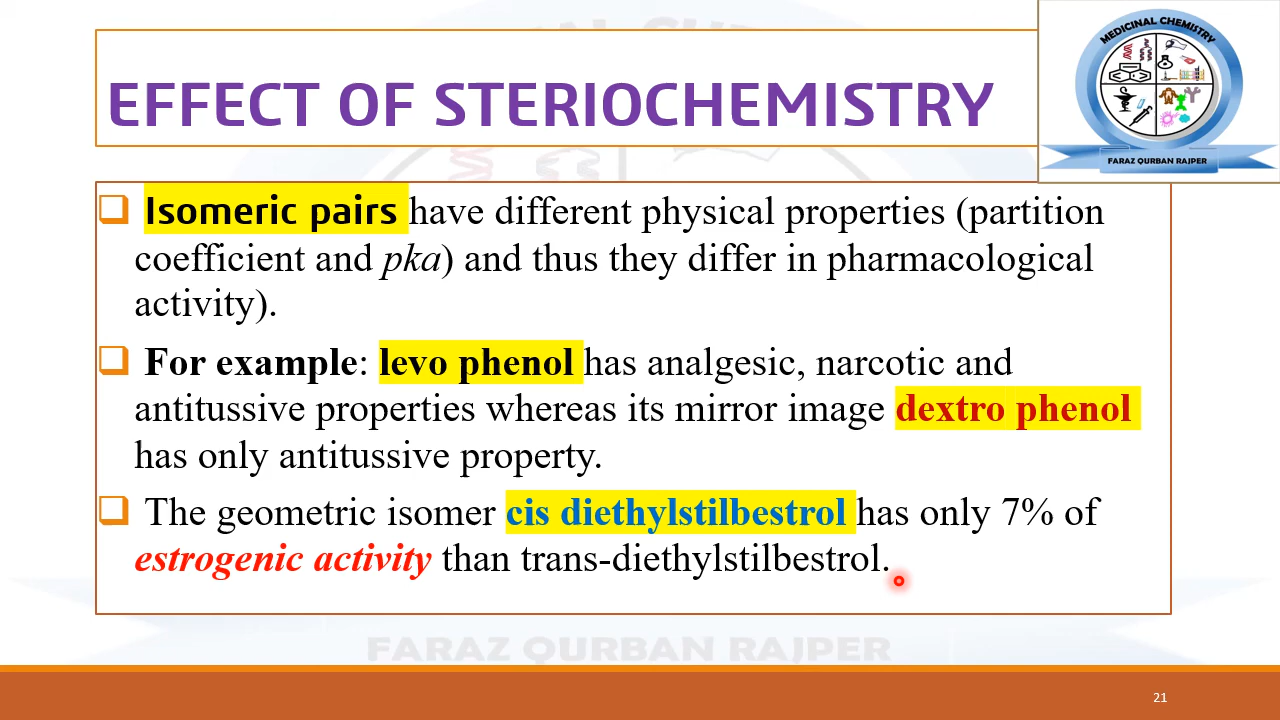 EFFECT OF STERIOCHEMISTRY
MEDICINAL CHEMISTRY
FARAZ QURBAN RAJPER
Isomeric pairs have different physical properties (partition
coefficient and pka) and thus they differ in pharmacological
activity).
For example: levo phenol has analgesic, narcotic and
antitussive properties whereas its mirror image dextro phenol
has only antitussive property.
The geometric isomer cis diethylstilbestrol has only 7% of
estrogenic activity than trans-diethylstilbestrol.
FARAZ QURBAN RAJPER
21